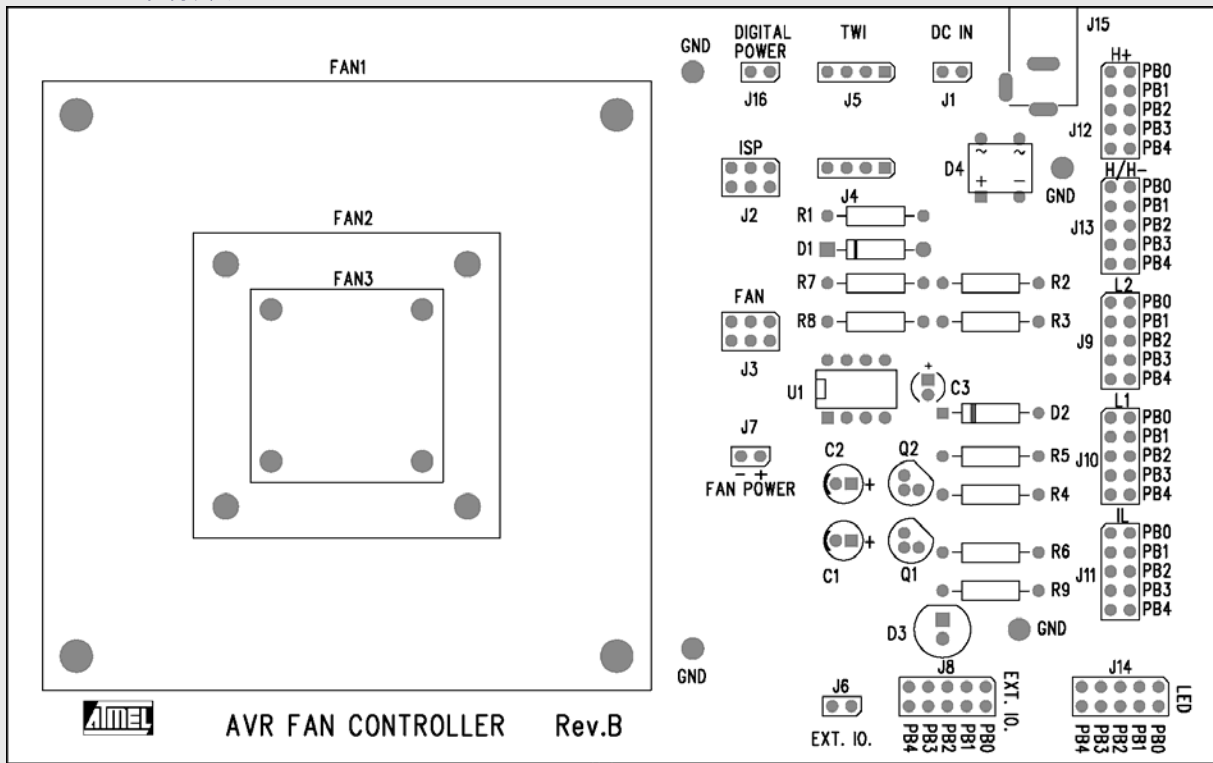 FAN1
FAN2
FAN3
ATMEL
AVR FAN CONTROLLER Rev.B
GND
GND
DIGITAL
POWER
J16
TWI
J5
DC IN
J1
J15
ISP
J2
J4
D4
~ ~
+ −
GND
R1
D1
R7
R2
R8
R3
FAN
J3
U1
+
C3
D2
J7
− +
FAN POWER
C2
+
Q2
R5
R4
C1
+
Q1
R6
R9
D3
GND
J6
EXT. IO.
J8
EXT. IO.
PB4
PB3
PB2
PB1
PB0
J14
LED
PB4
PB3
PB2
PB1
PB0
H+
J12
PB0
PB1
PB2
PB3
PB4
H/H-
J13
PB0
PB1
PB2
PB3
PB4
L2
J9
PB0
PB1
PB2
PB3
PB4
L1
J10
PB0
PB1
PB2
PB3
PB4
IL
J11
PB0
PB1
PB2
PB3
PB4